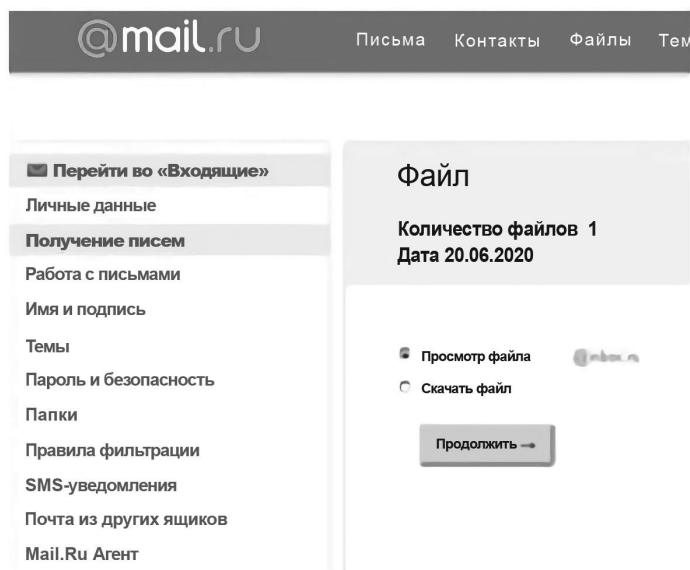 @mail.ru
Письма Контакты Файлы Тем
Перейти во «Входящие»
Личные данные
Получение писем
Работа с письмами
Имя и подпись
Темы
Пароль и безопасность
Папки
Правила фильтрации
SMS-уведомления
Почта из других ящиков
Mail.Ru Агент
Файл
Количество файлов 1
Дата 20.06.2020
Просмотр файла
Скачать файл
Продолжить